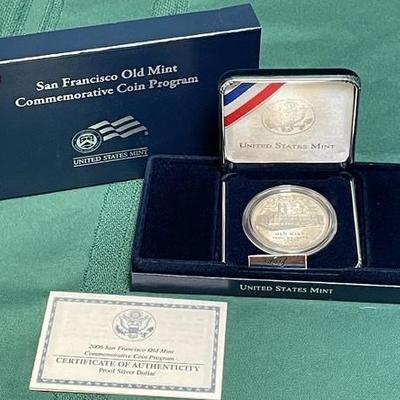 San Francisco Old Mint
Commemorative Coin Program
UNITED STATES MINT
UNITED STATES MINT
OLD MINT
UNITED STATES MINT
2006 San Francisco Old Mint
Commemorative Coin Program
CERTIFICATE OF AUTHENTICITY
Proof Silver Dollar